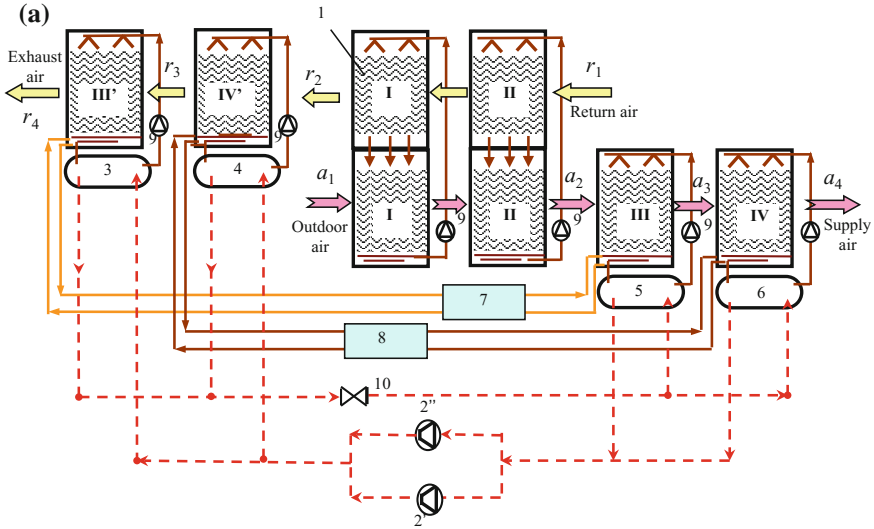 (a)
1
Exhaust
air
r4
III'
r3
IV'
r2
I
II
r1
Return air
9
9
3
4
a1
Outdoor
air
I
9
II
a2
9
III
a3
9
IV
a4
Supply
air
5
6
7
8
10
2''
2'